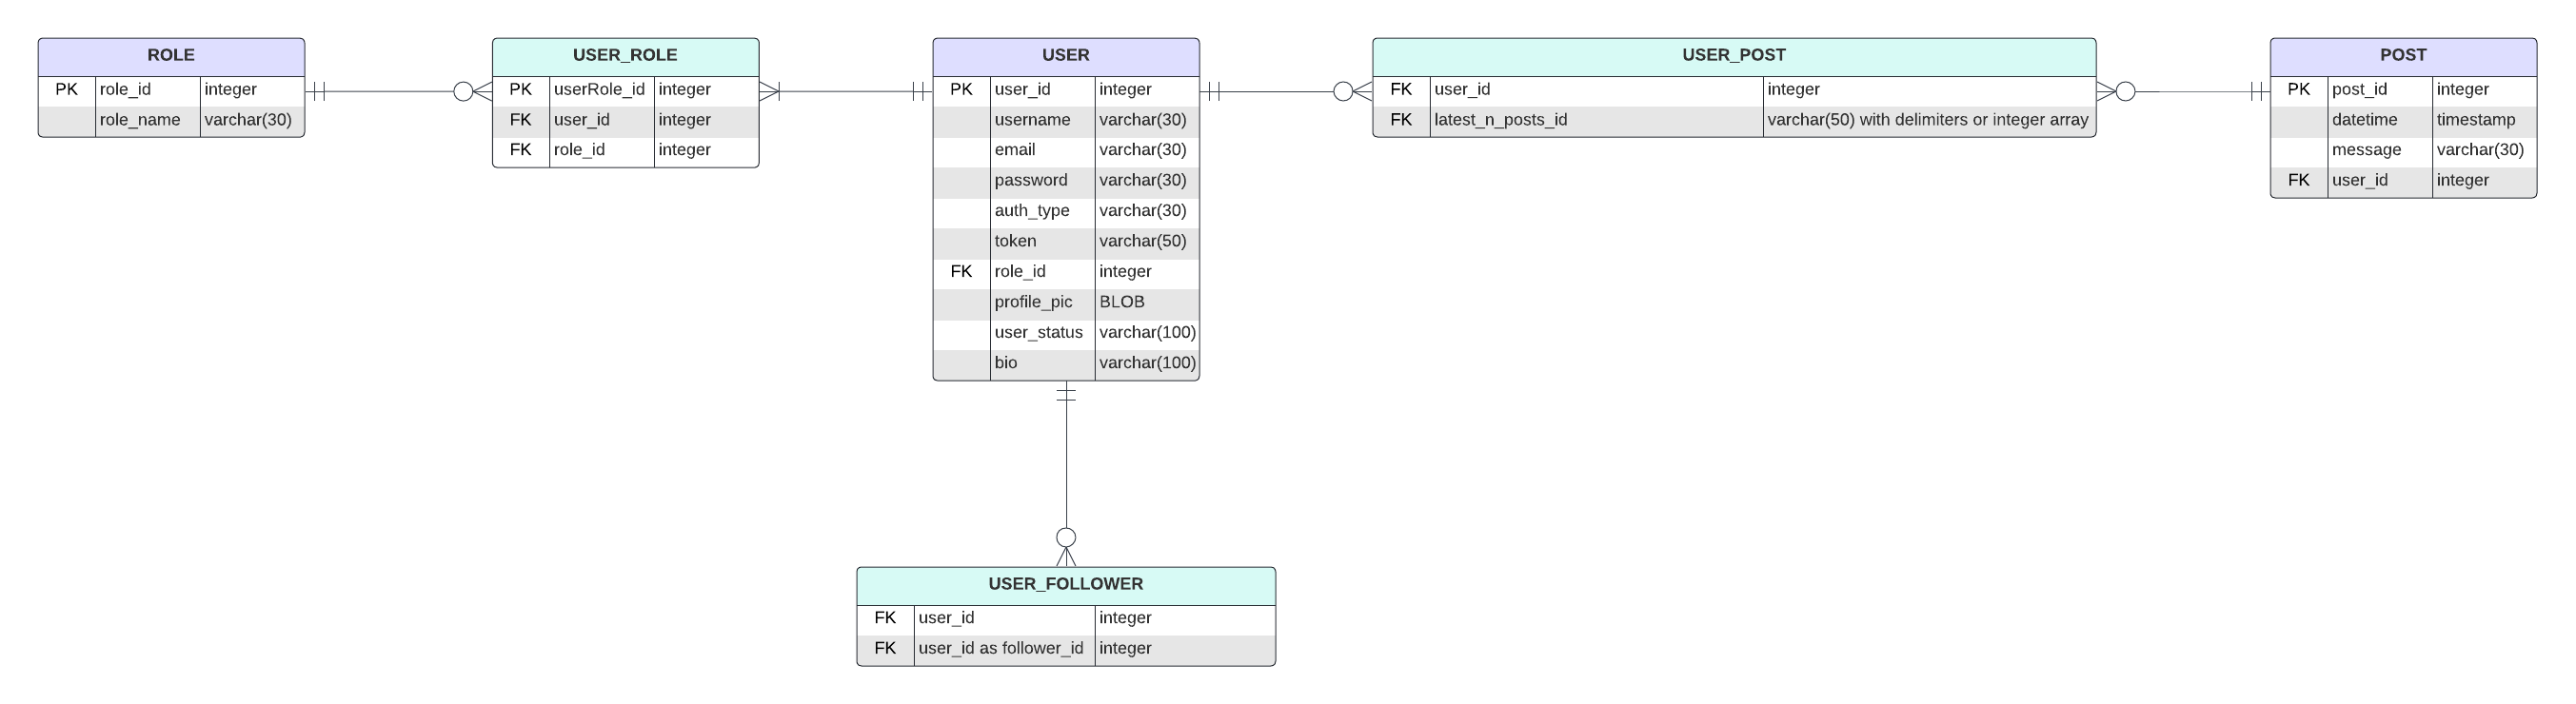 ROLE
PK role_id integer
role_name varchar(30)
USER_ROLE
PK userRole_id integer
FK user_id integer
FK role_id integer
USER
PK user_id integer
username varchar(30)
email varchar(30)
password varchar(30)
auth_type varchar(30)
token varchar(50)
FK role_id integer
profile_pic BLOB
user_status varchar(100)
bio varchar(100)
USER_POST
FK user_id integer
FK latest_n_posts_id varchar(50) with delimiters or integer array
POST
PK post_id integer
datetime timestamp
message varchar(30)
FK user_id integer
USER_FOLLOWER
FK user_id integer
FK user_id as follower_id integer